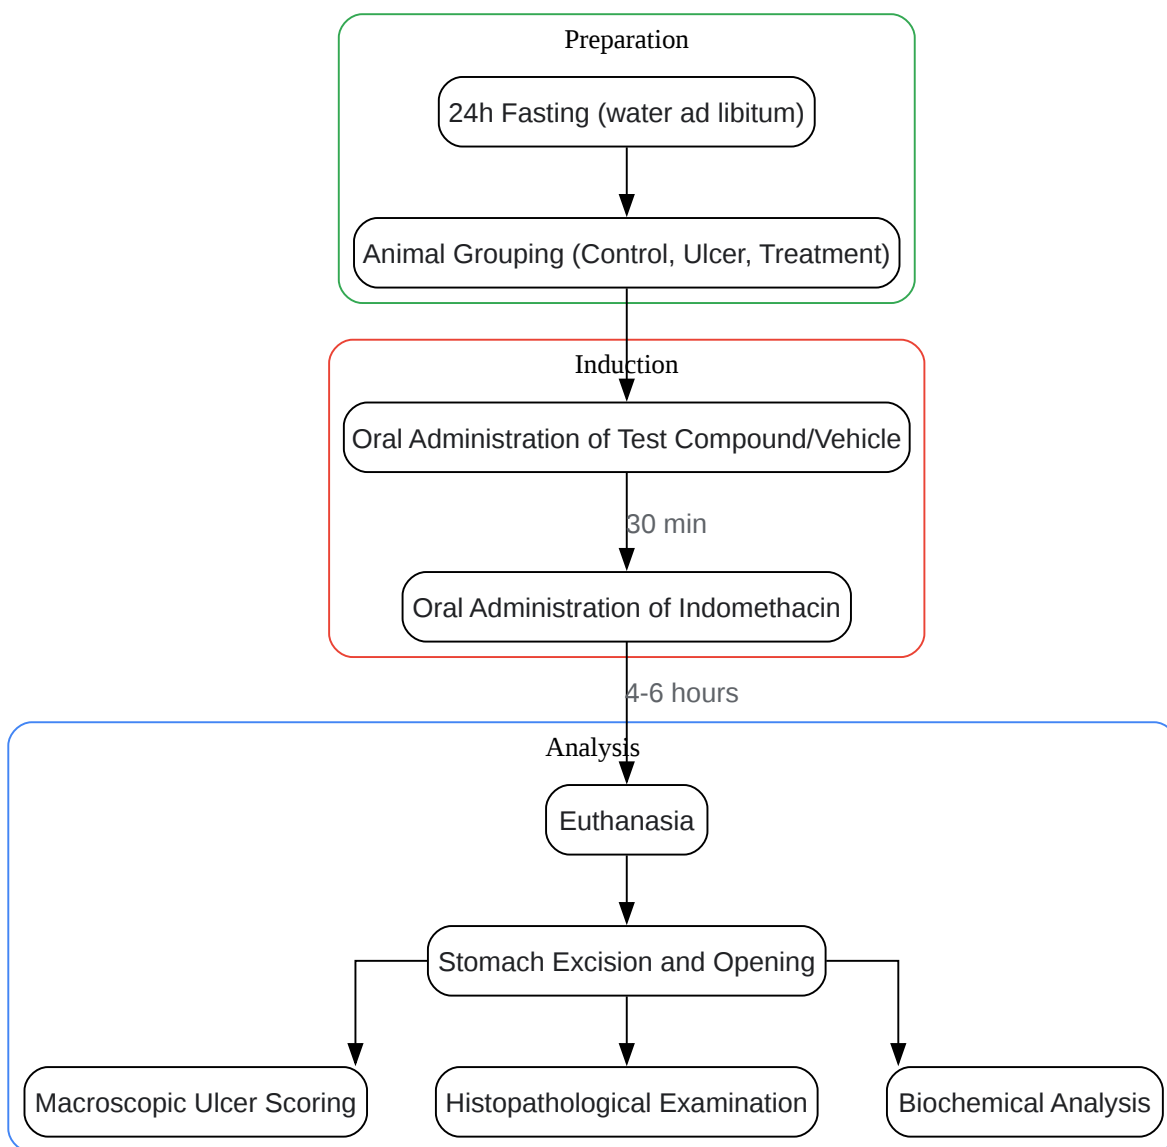 Preparation
24h Fasting (water ad libitum)
Animal Grouping (Control, Ulcer, Treatment)
Induction
Oral Administration of Test Compound/Vehicle
30 min
Oral Administration of Indomethacin
4-6 hours
Analysis
Euthanasia
Stomach Excision and Opening
Macroscopic Ulcer Scoring
Histopathological Examination
Biochemical Analysis